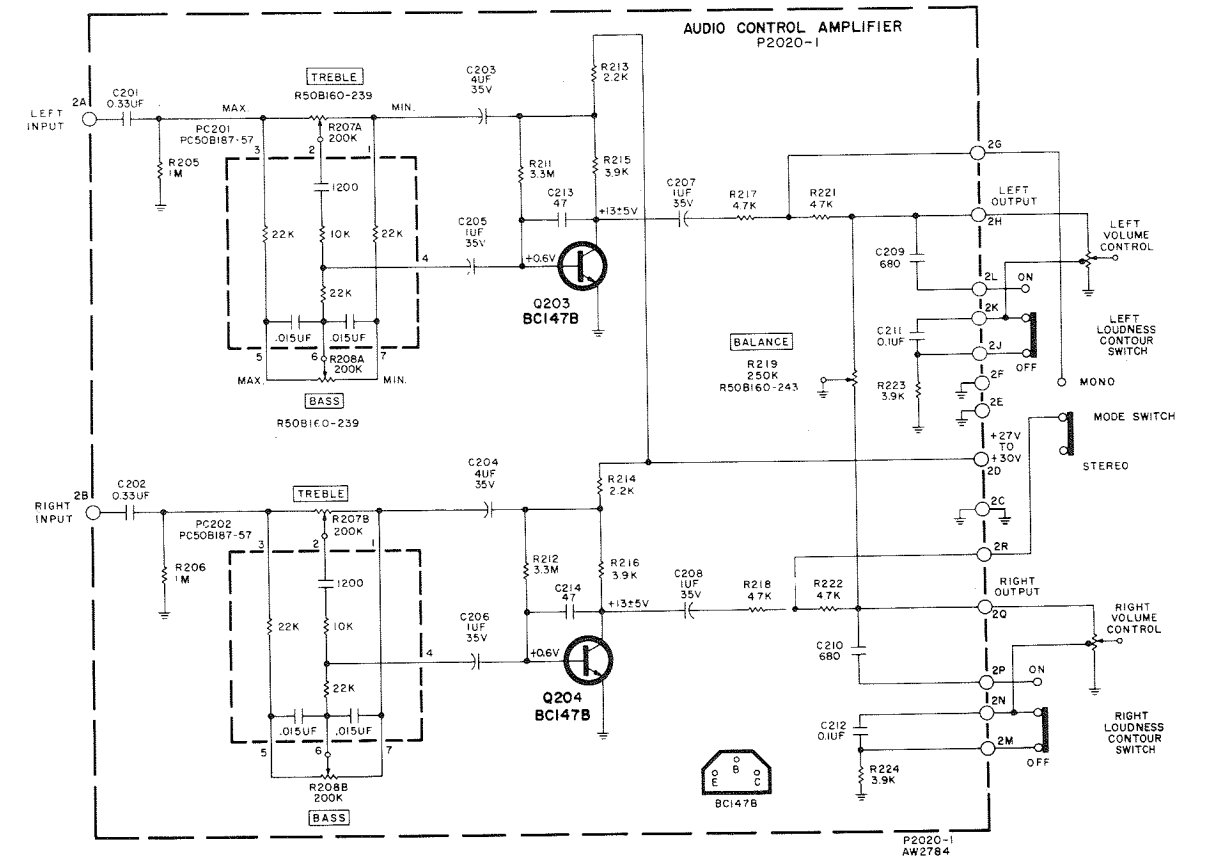 AUDIO CONTROL AMPLIFIER
P2020-1
LEFT
INPUT
2A
C201
0.33UF
R205
1M
PC201
PC50B187-57
MAX.
TREBLE
R50B160-239
R207A
200K
MIN.
3
2
1
1200
22K
10K
22K
22K
4
.015UF
.015UF
5
6
7
R208A
200K
MAX.
MIN.
BASS
R50B160-239
C203
4UF
35V
C205
1UF
35V
R211
3.3M
C213
47
R213
2.2K
R215
3.9K
+13±5V
+0.6V
Q203
BC147B
C207
1UF
35V
R217
4.7K
R221
4.7K
2G
LEFT
OUTPUT
2H
LEFT
VOLUME
CONTROL
C209
680
2L
ON
2K
C211
0.1UF
2J
OFF
LEFT
LOUDNESS
CONTOUR
SWITCH
R223
3.9K
BALANCE
R219
250K
R50B160-243
2F
2E
MONO
MODE SWITCH
STEREO
+27V
TO
+30V
2D
2C
2R
RIGHT
INPUT
2B
C202
0.33UF
R206
1M
PC202
PC50B187-57
TREBLE
R207B
200K
3
2
1
1200
22K
10K
22K
4
.015UF
.015UF
5
6
7
R208B
200K
BASS
C204
4UF
35V
C206
1UF
35V
R212
3.3M
C214
47
R214
2.2K
R216
3.9K
+13±5V
+0.6V
Q204
BC147B
C208
1UF
35V
R218
4.7K
R222
4.7K
RIGHT
OUTPUT
2Q
RIGHT
VOLUME
CONTROL
C210
680
2P
ON
2N
C212
0.1UF
2M
OFF
RIGHT
LOUDNESS
CONTOUR
SWITCH
R224
3.9K
B
E
C
BC147B
P2020-1
AW2784